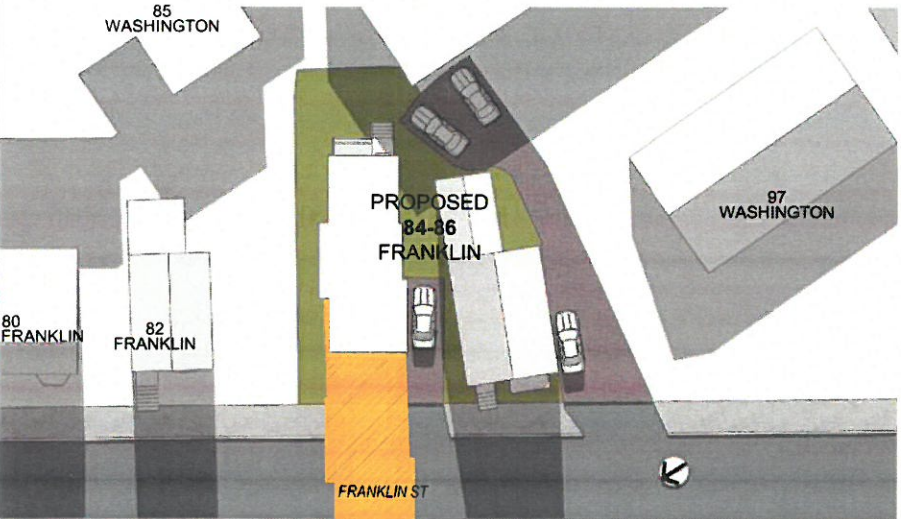 85
WASHINGTON
PROPOSED
84-86
FRANKLIN
97
WASHINGTON
80
FRANKLIN
82
FRANKLIN
FRANKLIN ST